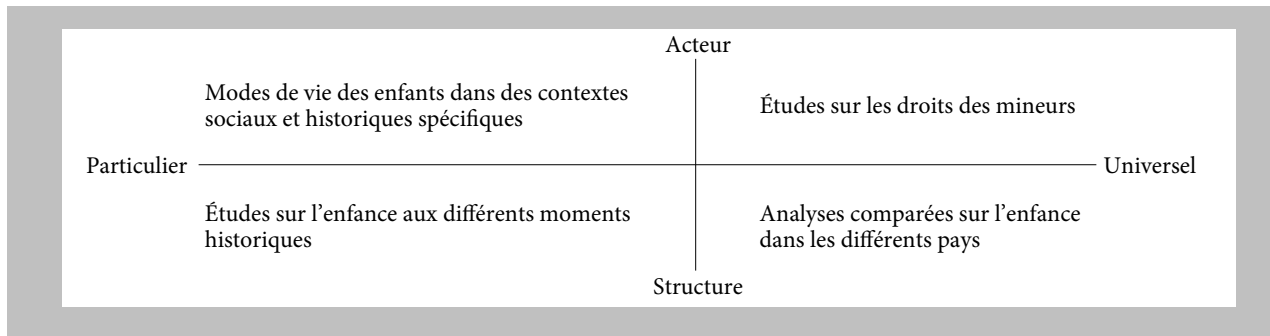 Acteur
Modes de vie des enfants dans des contextes
sociaux et historiques spécifiques
Études sur les droits des mineurs
Particulier
Universel
Études sur l’enfance aux différents moments
historiques
Analyses comparées sur l’enfance
dans les différents pays
Structure